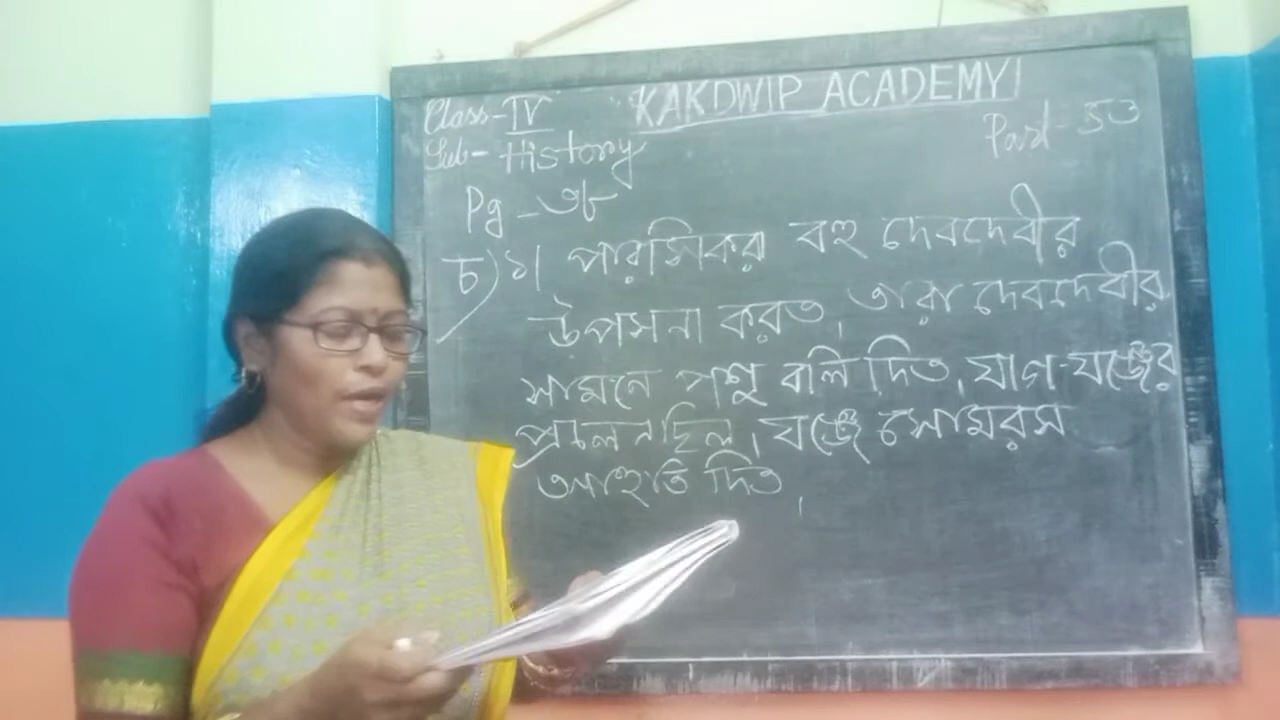 KAKDWIP ACADEMY
Class-IV
Sub- History
Part-১৩
Pg-৩৮
চ) ১। পারসিকরা বহু দেবদেবীর
উপাসনা করত, তারা দেবদেবীর
সামনে পশু বলি দিত, যাগ-যজ্ঞের
প্রচলন ছিল, যজ্ঞে সোমরস
আহুতি দিত।